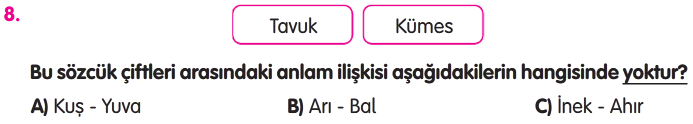 8.
Tavuk Kümes
Bu sözcük çiftleri arasındaki anlam ilişkisi aşağıdakilerin hangisinde yoktur?
A) Kuş - Yuva B) Arı - Bal C) İnek - Ahır